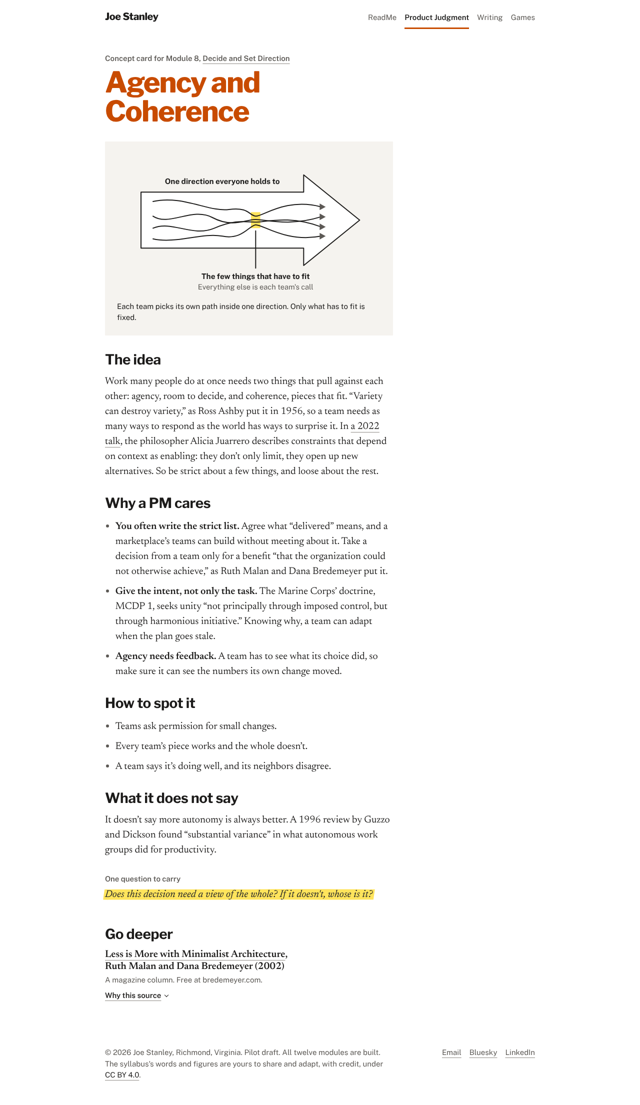 Joe Stanley
ReadMe Product Judgment Writing Games
Concept card for Module 8, Decide and Set Direction
Agency and
Coherence
One direction everyone holds to
The few things that have to fit
Everything else is each team's call
Each team picks its own path inside one direction. Only what has to fit is
fixed.
The idea
Work many people do at once needs two things that pull against each
other: agency, room to decide, and coherence, pieces that fit. “Variety
can destroy variety,” as Ross Ashby put it in 1956, so a team needs as
many ways to respond as the world has ways to surprise it. In a 2022
talk, the philosopher Alicia Juarrero describes constraints that depend
on context as enabling: they don’t only limit, they open up new
alternatives. So be strict about a few things, and loose about the rest.
Why a PM cares
• You often write the strict list. Agree what “delivered” means, and a
marketplace’s teams can build without meeting about it. Take a
decision from a team only for a benefit “that the organization could
not otherwise achieve,” as Ruth Malan and Dana Bredemeyer put it.
• Give the intent, not only the task. The Marine Corps’ doctrine,
MCDP 1, seeks unity “not principally through imposed control, but
through harmonious initiative.” Knowing why, a team can adapt
when the plan goes stale.
• Agency needs feedback. A team has to see what its choice did, so
make sure it can see the numbers its own change moved.
How to spot it
• Teams ask permission for small changes.
• Every team’s piece works and the whole doesn’t.
• A team says it’s doing well, and its neighbors disagree.
What it does not say
It doesn’t say more autonomy is always better. A 1996 review by Guzzo
and Dickson found “substantial variance” in what autonomous work
groups did for productivity.
One question to carry
Does this decision need a view of the whole? If it doesn’t, whose is it?
Go deeper
Less is More with Minimalist Architecture,
Ruth Malan and Dana Bredemeyer (2002)
A magazine column. Free at bredemeyer.com.
Why this source
© 2026 Joe Stanley, Richmond, Virginia. Pilot draft. All twelve modules are built.
The syllabus’s words and figures are yours to share and adapt, with credit, under
CC BY 4.0.
Email Bluesky LinkedIn